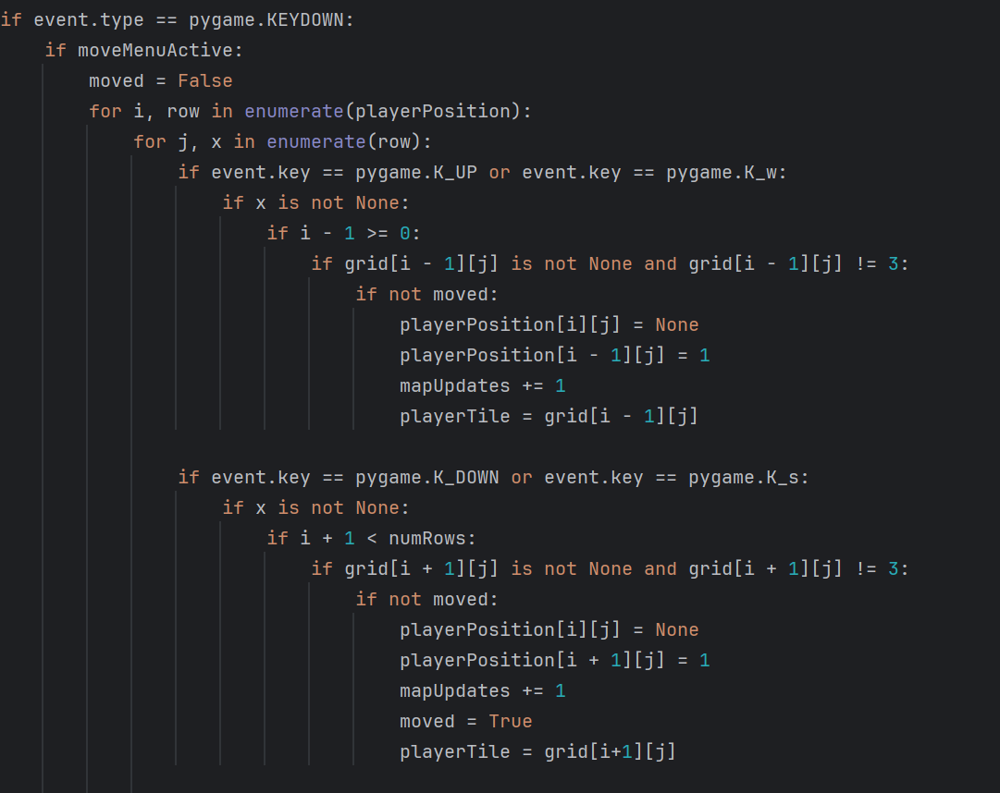 if event.type == pygame.KEYDOWN:
    if moveMenuActive:
        moved = False
        for i, row in enumerate(playerPosition):
            for j, x in enumerate(row):
                if event.key == pygame.K_UP or event.key == pygame.K_w:
                    if x is not None:
                        if i - 1 >= 0:
                            if grid[i - 1][j] is not None and grid[i - 1][j] != 3:
                                if not moved:
                                    playerPosition[i][j] = None
                                    playerPosition[i - 1][j] = 1
                                    mapUpdates += 1
                                    playerTile = grid[i - 1][j]

                if event.key == pygame.K_DOWN or event.key == pygame.K_s:
                    if x is not None:
                        if i + 1 < numRows:
                            if grid[i + 1][j] is not None and grid[i + 1][j] != 3:
                                if not moved:
                                    playerPosition[i][j] = None
                                    playerPosition[i + 1][j] = 1
                                    mapUpdates += 1
                                    moved = True
                                    playerTile = grid[i+1][j]